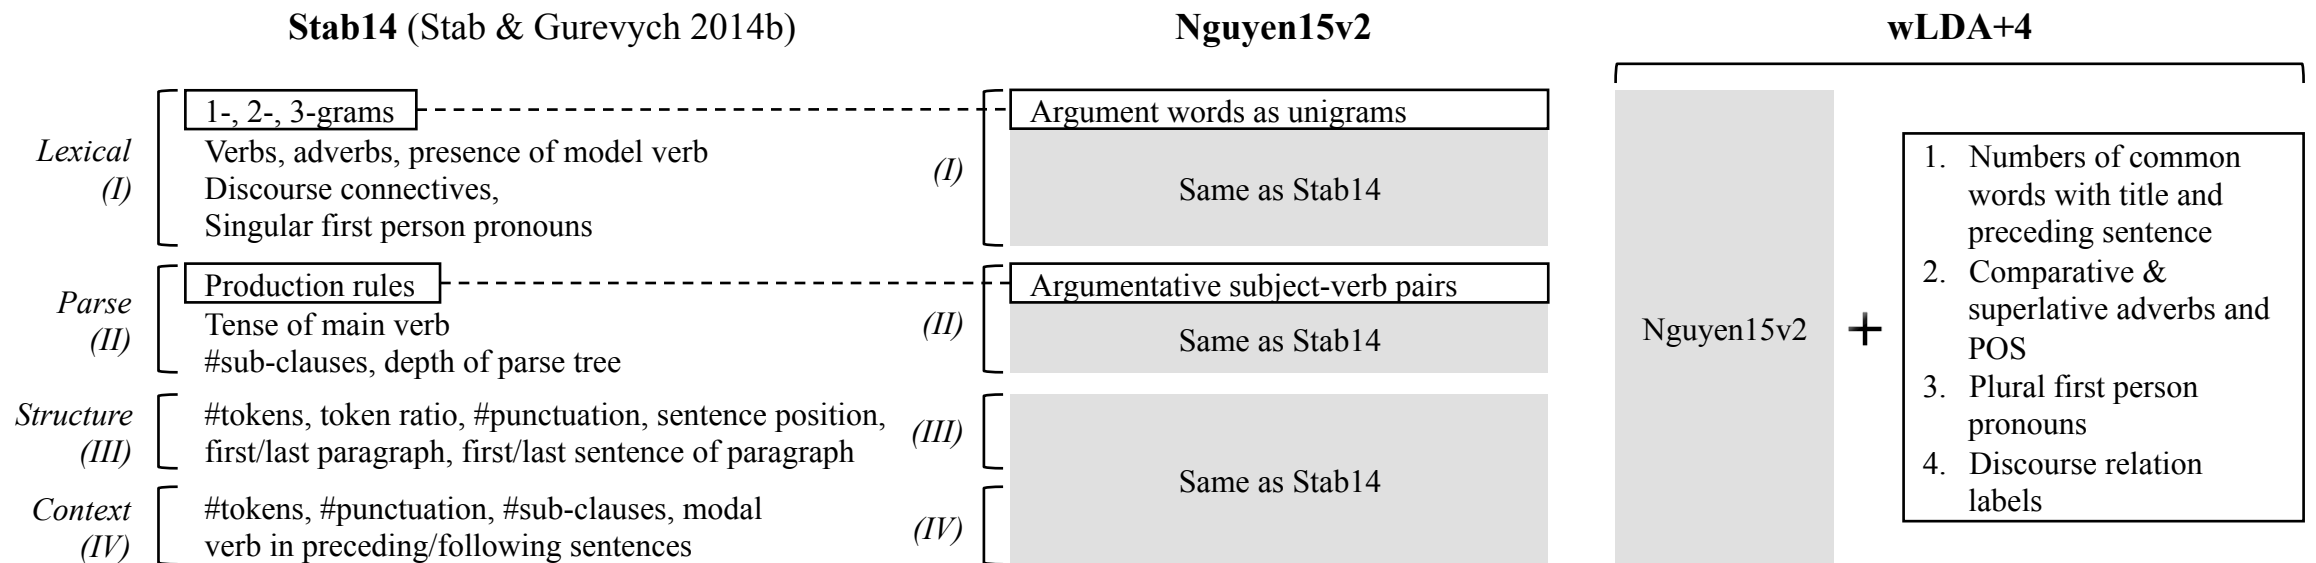 Stab14 (Stab & Gurevych 2014b)
Nguyen15v2
wLDA+4
Lexical
(I)
1-, 2-, 3-grams
Verbs, adverbs, presence of model verb
Discourse connectives,
Singular first person pronouns
(I)
Argument words as unigrams
Same as Stab14
Parse
(II)
Production rules
Tense of main verb
#sub-clauses, depth of parse tree
(II)
Argumentative subject-verb pairs
Same as Stab14
Structure
(III)
#tokens, token ratio, #punctuation, sentence position,
first/last paragraph, first/last sentence of paragraph
(III)
Context
(IV)
#tokens, #punctuation, #sub-clauses, modal
verb in preceding/following sentences
(IV)
Same as Stab14
Nguyen15v2
+
1. Numbers of common
words with title and
preceding sentence
2. Comparative &
superlative adverbs and
POS
3. Plural first person
pronouns
4. Discourse relation
labels